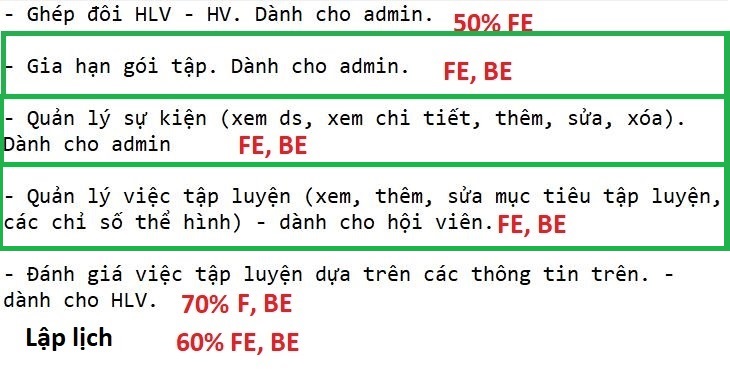 - Ghép đôi HLV - HV. Dành cho admin. 50% FE
- Gia hạn gói tập. Dành cho admin. FE, BE
- Quản lý sự kiện (xem ds, xem chi tiết, thêm, sửa, xóa).
Dành cho admin FE, BE
- Quản lý việc tập luyện (xem, thêm, sửa mục tiêu tập luyện,
các chỉ số thể hình) - dành cho hội viên. FE, BE
- Đánh giá việc tập luyện dựa trên các thông tin trên. -
dành cho HLV. 70% F, BE
Lập lịch 60% FE, BE